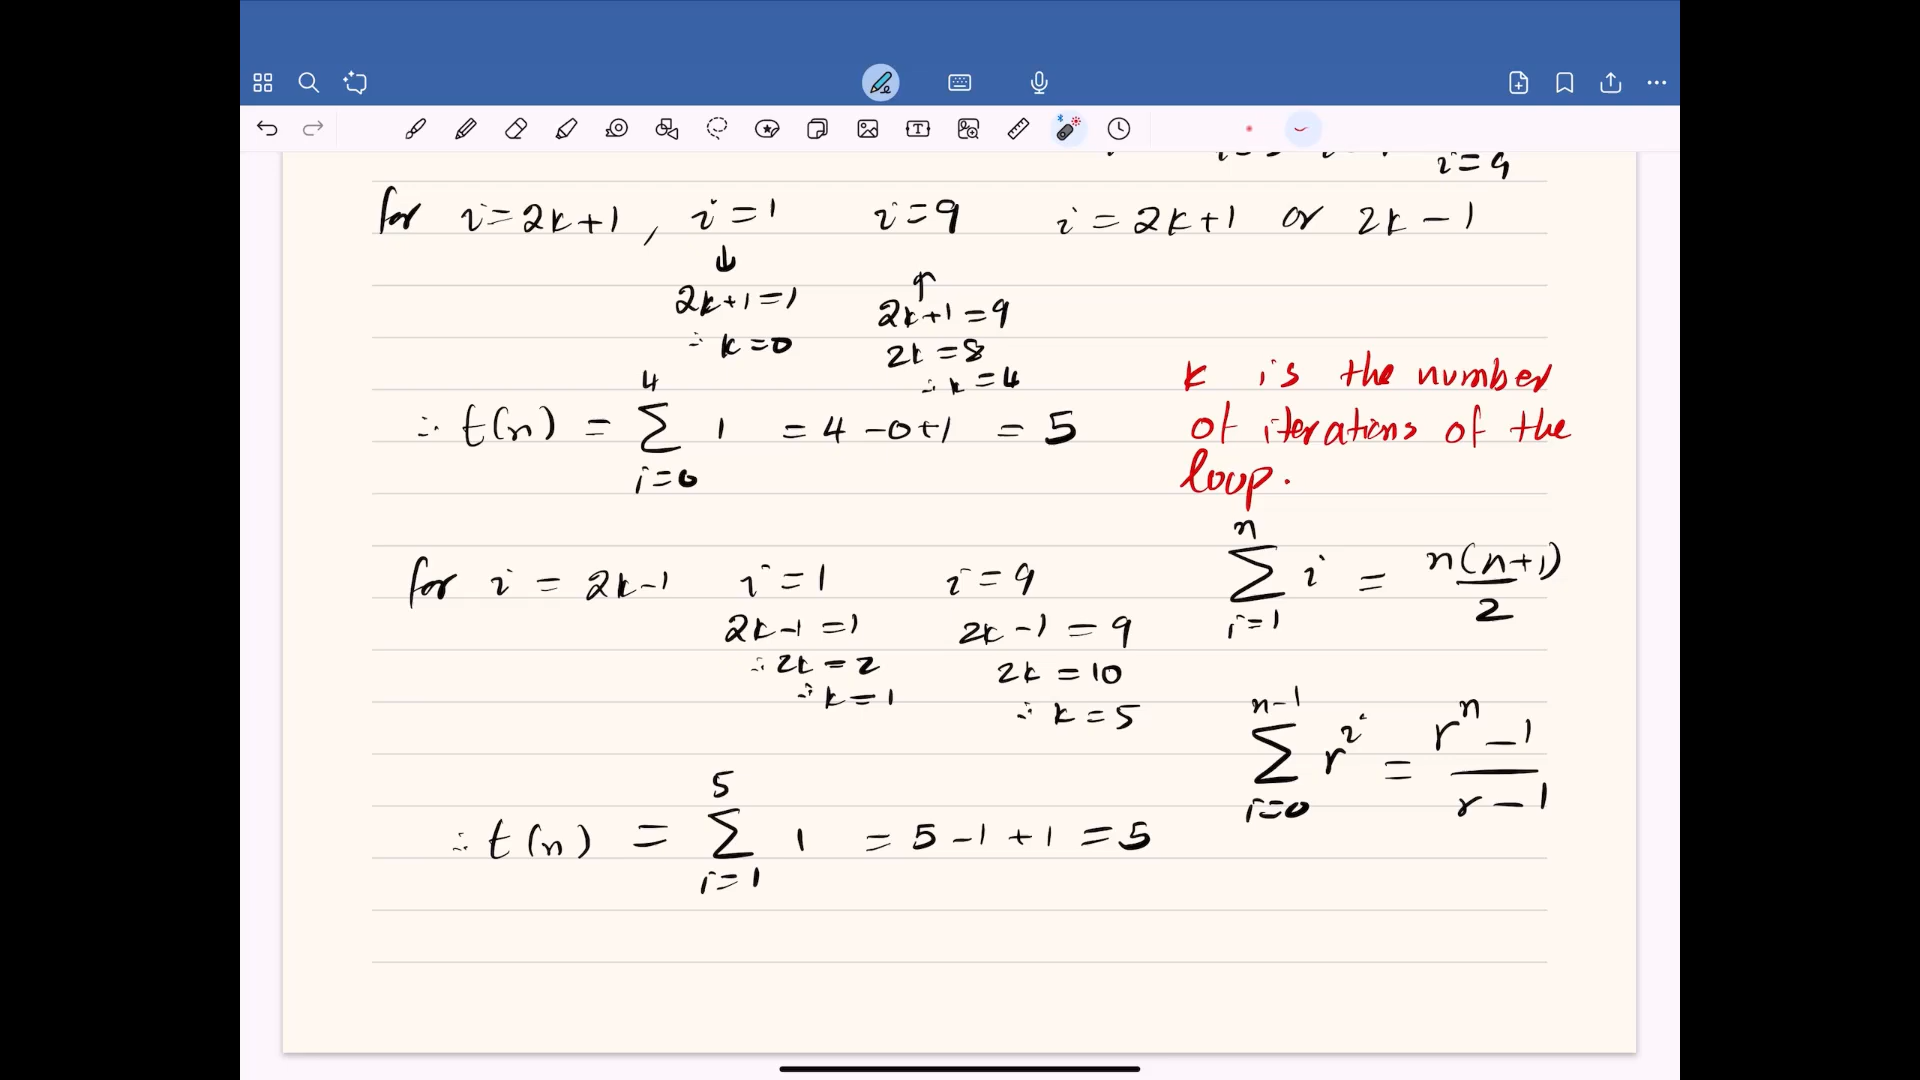 i=9
for i=2k+1, i=1 i=9 i=2k+1 or 2k-1
↓ ↑
2k+1=1 2k+1=9
∴ k=0 2k=8
∴ k=4
∴ t(n) = 4∑i=0 1 = 4-0+1 = 5
k is the number
of iterations of the
loop.
for i = 2k-1 i=1 i=9
2k-1=1 2k-1=9
∴ 2k=2 2k=10
∴ k=1 ∴ k=5
∴ t(n) = 5∑i=1 1 = 5-1+1 = 5
n∑i=1 i = n(n+1)/2
n-1∑i=0 r^i = r^n-1/r-1